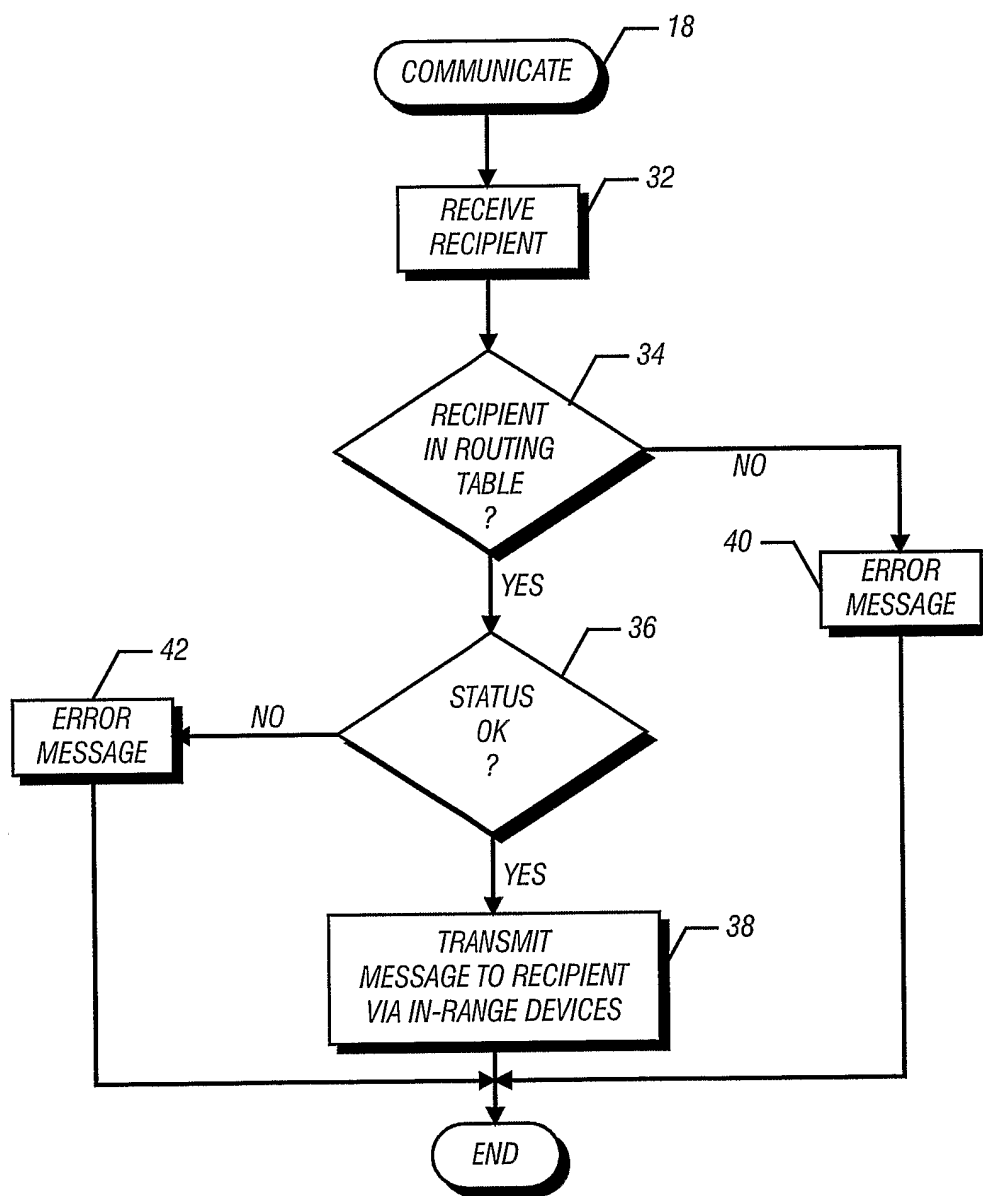 18
COMMUNICATE
32
RECEIVE
RECIPIENT
34
RECIPIENT
IN ROUTING
TABLE
?
NO
40
ERROR
MESSAGE
YES
36
42
STATUS
OK
?
NO
ERROR
MESSAGE
YES
38
TRANSMIT
MESSAGE TO RECIPIENT
VIA IN-RANGE DEVICES
END